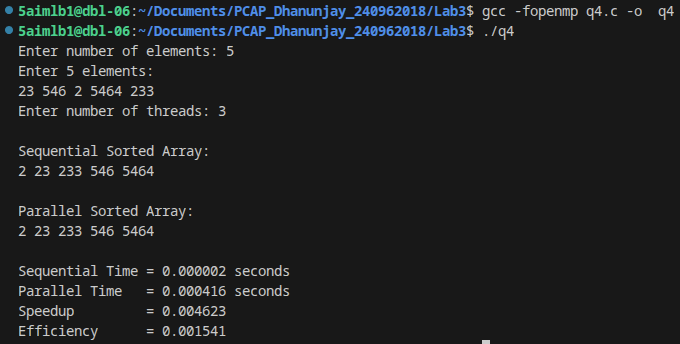 5aimlb1@dbl-06:~/Documents/PCAP_Dhanunjay_240962018/Lab3$ gcc -fopenmp q4.c -o  q4
5aimlb1@dbl-06:~/Documents/PCAP_Dhanunjay_240962018/Lab3$ ./q4
Enter number of elements: 5
Enter 5 elements:
23 546 2 5464 233
Enter number of threads: 3
Sequential Sorted Array:
2 23 233 546 5464
Parallel Sorted Array:
2 23 233 546 5464
Sequential Time = 0.000002 seconds
Parallel Time   = 0.000416 seconds
Speedup         = 0.004623
Efficiency      = 0.001541